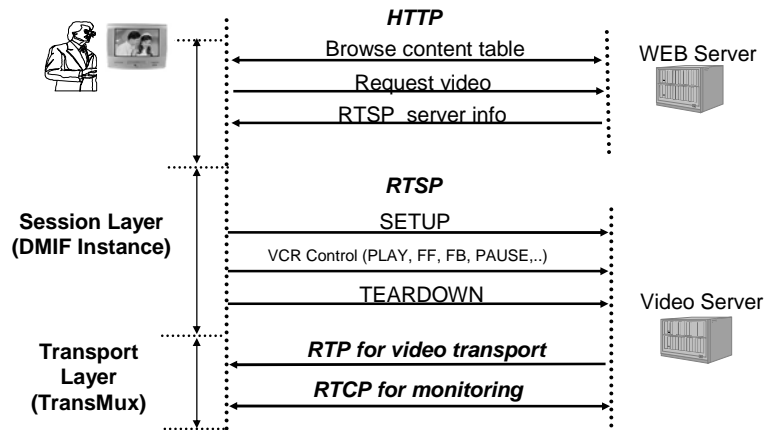 HTTP
Browse content table
WEB Server
Request video
RTSP server info
RTSP
Session Layer
(DMIF Instance)
SETUP
VCR Control (PLAY, FF, FB, PAUSE,..)
TEARDOWN
Video Server
Transport
Layer
(TransMux)
RTP for video transport
RTCP for monitoring